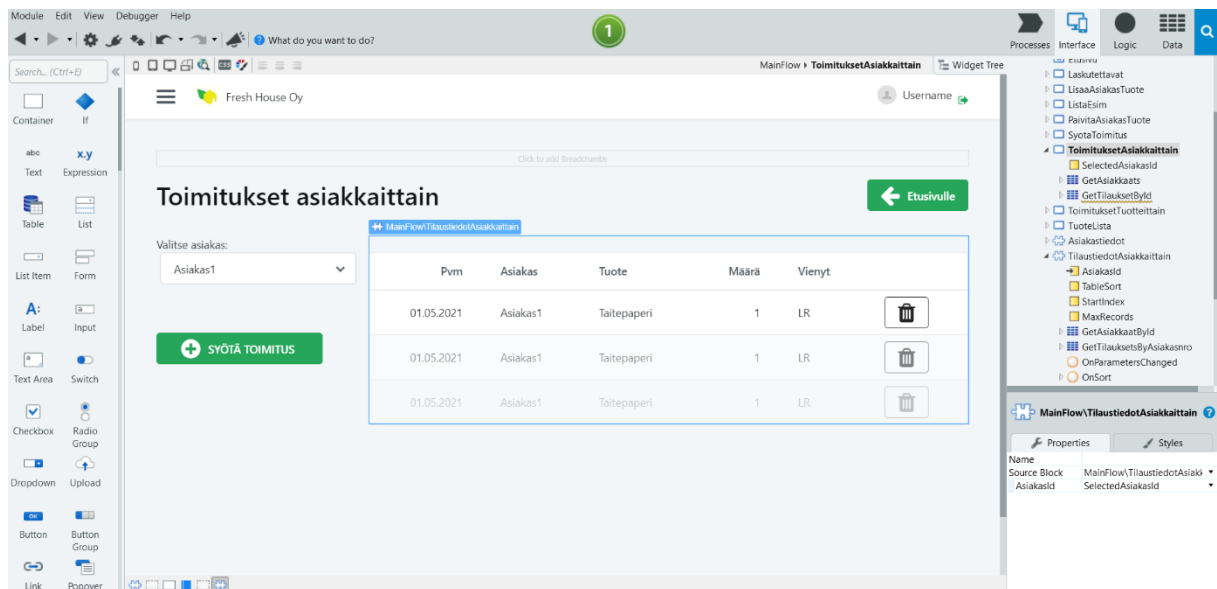 Module Edit View Debugger Help
What do you want to do?
1
Processes Interface Logic Data
Search... (Ctrl+E)
MainFlow ▸ ToimituksetAsiakkaittain
Widget Tree
Container If
Text Expression
Table List
List Item Form
Label Input
Text Area Switch
Checkbox Radio Group
Dropdown Upload
Button Button Group
Link Popover
abc
x.y
A:
OK
CSS
Fresh House Oy
Username
Click to add Breadcrumbs
Toimitukset asiakkaittain
Etusivulle
MainFlow\TilaustiedotAsiakkaittain
Valitse asiakas:
Asiakas1
SYÖTÄ TOIMITUS
Pvm Asiakas Tuote Määrä Vienyt
01.05.2021 Asiakas1 Taitepaperi 1 LR
01.05.2021 Asiakas1 Taitepaperi 1 LR
01.05.2021 Asiakas1 Taitepaperi 1 LR
Etusivu
Laskutettavat
LisaaAsiakasTuote
ListaEsim
PaivitaAsiakasTuote
SyotaToimitus
ToimituksetAsiakkaittain
SelectedAsiakasId
GetAsiakkaats
GetTilauksetById
ToimituksetTuotteittain
TuoteLista
Asiakastiedot
TilaustiedotAsiakkaittain
AsiakasId
TableSort
StartIndex
MaxRecords
GetAsiakkaatById
GetTilauksetsByAsiakasnro
OnParametersChanged
OnSort
MainFlow\TilaustiedotAsiakkaittain
Properties Styles
Name
Source Block MainFlow\TilaustiedotAsiakk
AsiakasId SelectedAsiakasId